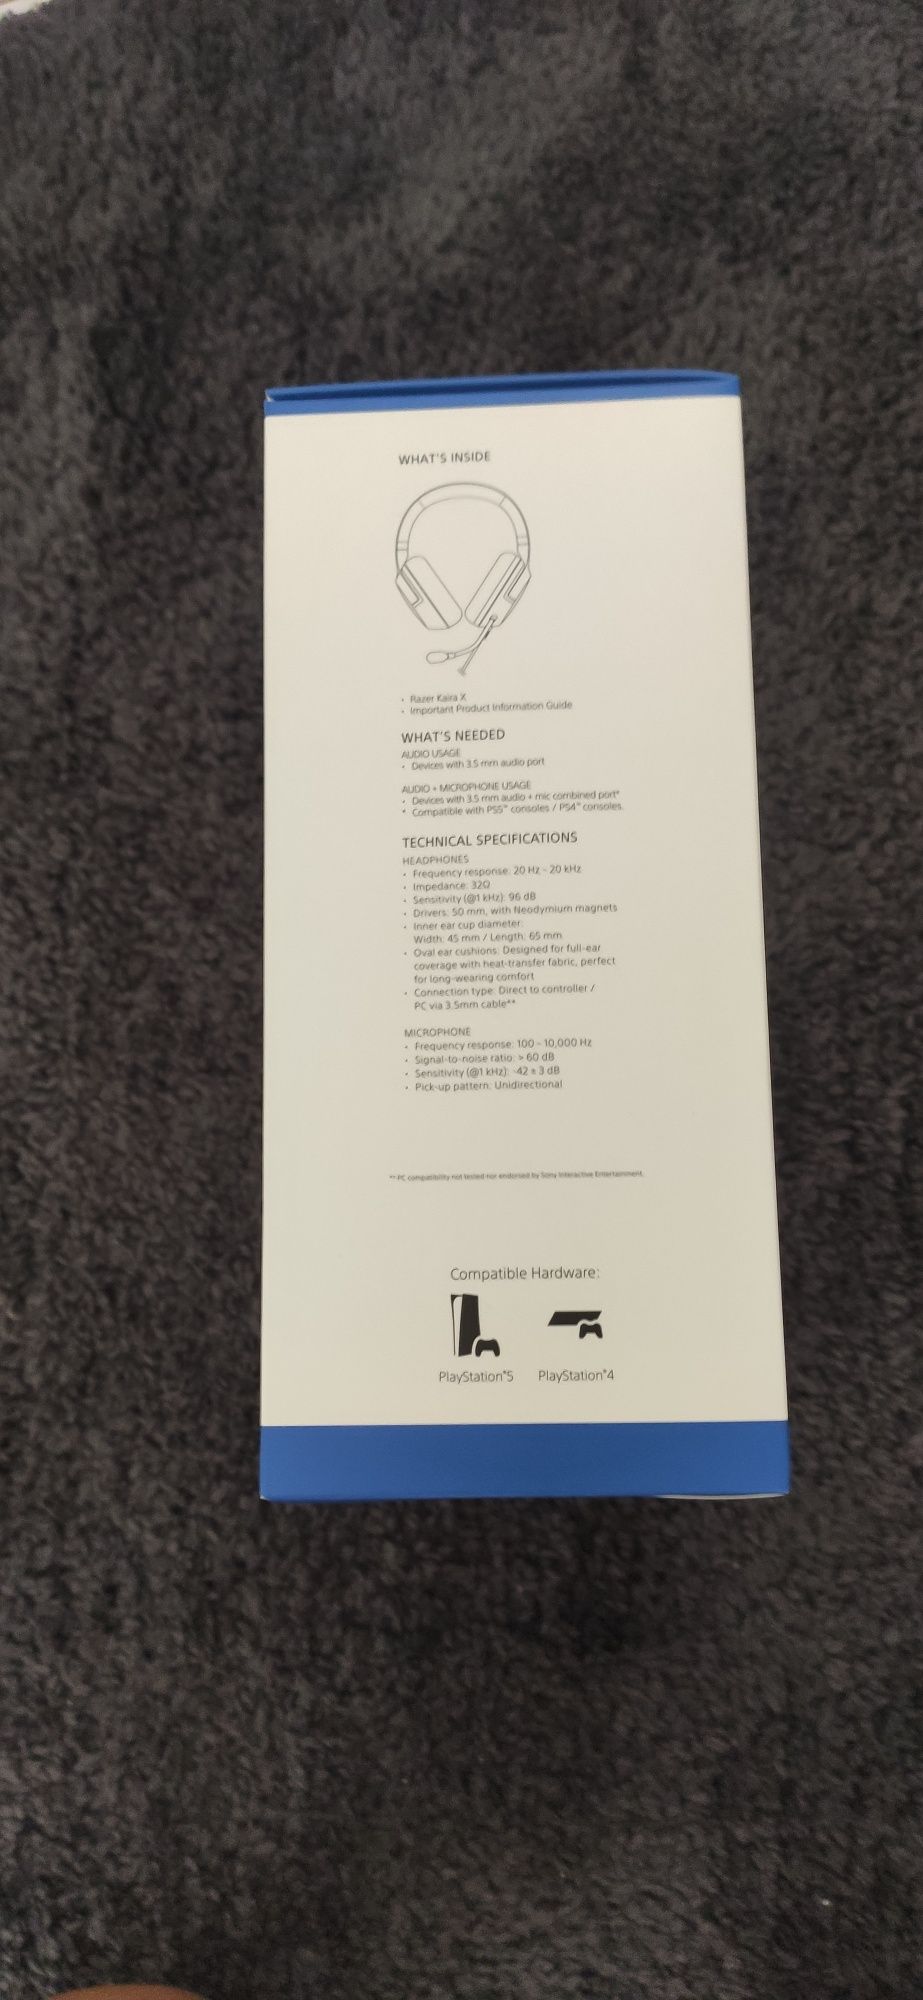 WHAT'S INSIDE
• Razer Kaira X
• Important Product Information Guide
WHAT'S NEEDED
AUDIO USAGE
• Devices with 3.5 mm audio port
AUDIO + MICROPHONE USAGE
• Devices with 3.5 mm audio + mic combined port*
* Compatible with PS5™ consoles / PS4™ consoles.
TECHNICAL SPECIFICATIONS
HEADPHONES
• Frequency response: 20 Hz - 20 kHz
• Impedance: 32Ω
• Sensitivity (@1 kHz): 96 dB
• Drivers: 50 mm, with Neodymium magnets
• Inner ear cup diameter:
Width: 45 mm / Length: 65 mm
• Oval ear cushions: Designed for full-ear
coverage with heat-transfer fabric, perfect
for long-wearing comfort
• Connection type: Direct to controller /
PC via 3.5mm cable**
MICROPHONE
• Frequency response: 100 - 10,000 Hz
• Signal-to-noise ratio: > 60 dB
• Sensitivity (@1 kHz): -42 ± 3 dB
• Pick-up pattern: Unidirectional
** PC compatibility not tested nor endorsed by Sony Interactive Entertainment.
Compatible Hardware:
PlayStation®5 PlayStation®4